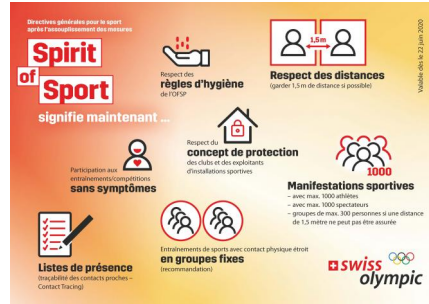 Directives générales pour le sport
après l'assouplissement des mesures
Spirit
of
Sport
signifie maintenant ...
Respect des
règles d'hygiène
de l'OFSP
1,5 m
Respect des distances
(garder 1,5 m de distance si possible)
Valable dès le 22 juin 2020
Participation aux
entraînements/compétitions
sans symptômes
Respect du
concept de protection
des clubs et des exploitants
d'installations sportives
1000
Manifestations sportives
– avec max. 1000 athlètes
– avec max. 1000 spectateurs
– groupes de max. 300 personnes si une distance
de 1,5 mètre ne peut pas être assurée
Listes de présence
(traçabilité des contacts proches –
Contact Tracing)
Entraînements de sports avec contact physique étroit
en groupes fixes
(recommandation)
swiss
olympic